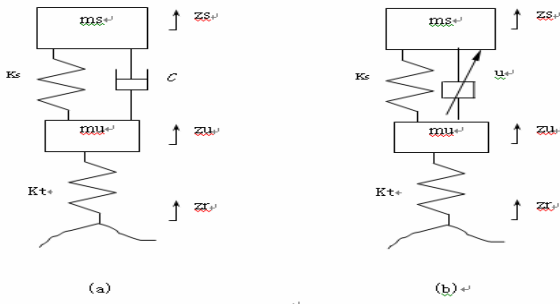 ms↵ zs↵
Ks C
mu↵ zu↵
Kt↵ zr↵
(a)
ms↵ zs↵
Ks u↵
mu↵ zu↵
Kt↵ zr↵
(b)↵
↵